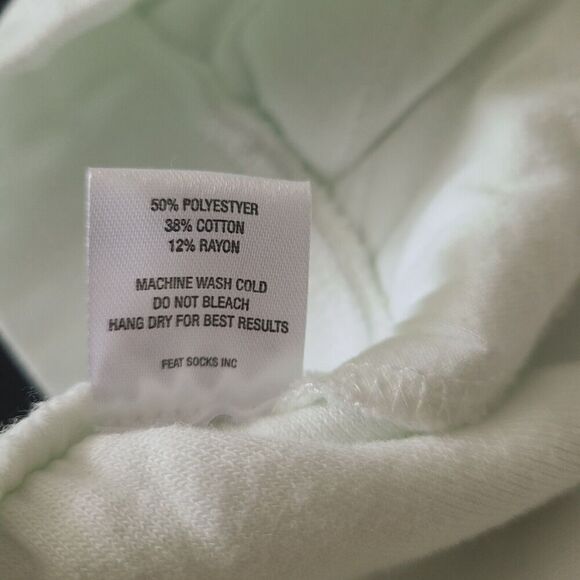 50% POLYESTYER
38% COTTON
12% RAYON
MACHINE WASH COLD
DO NOT BLEACH
HANG DRY FOR BEST RESULTS
FEAT SOCKS INC